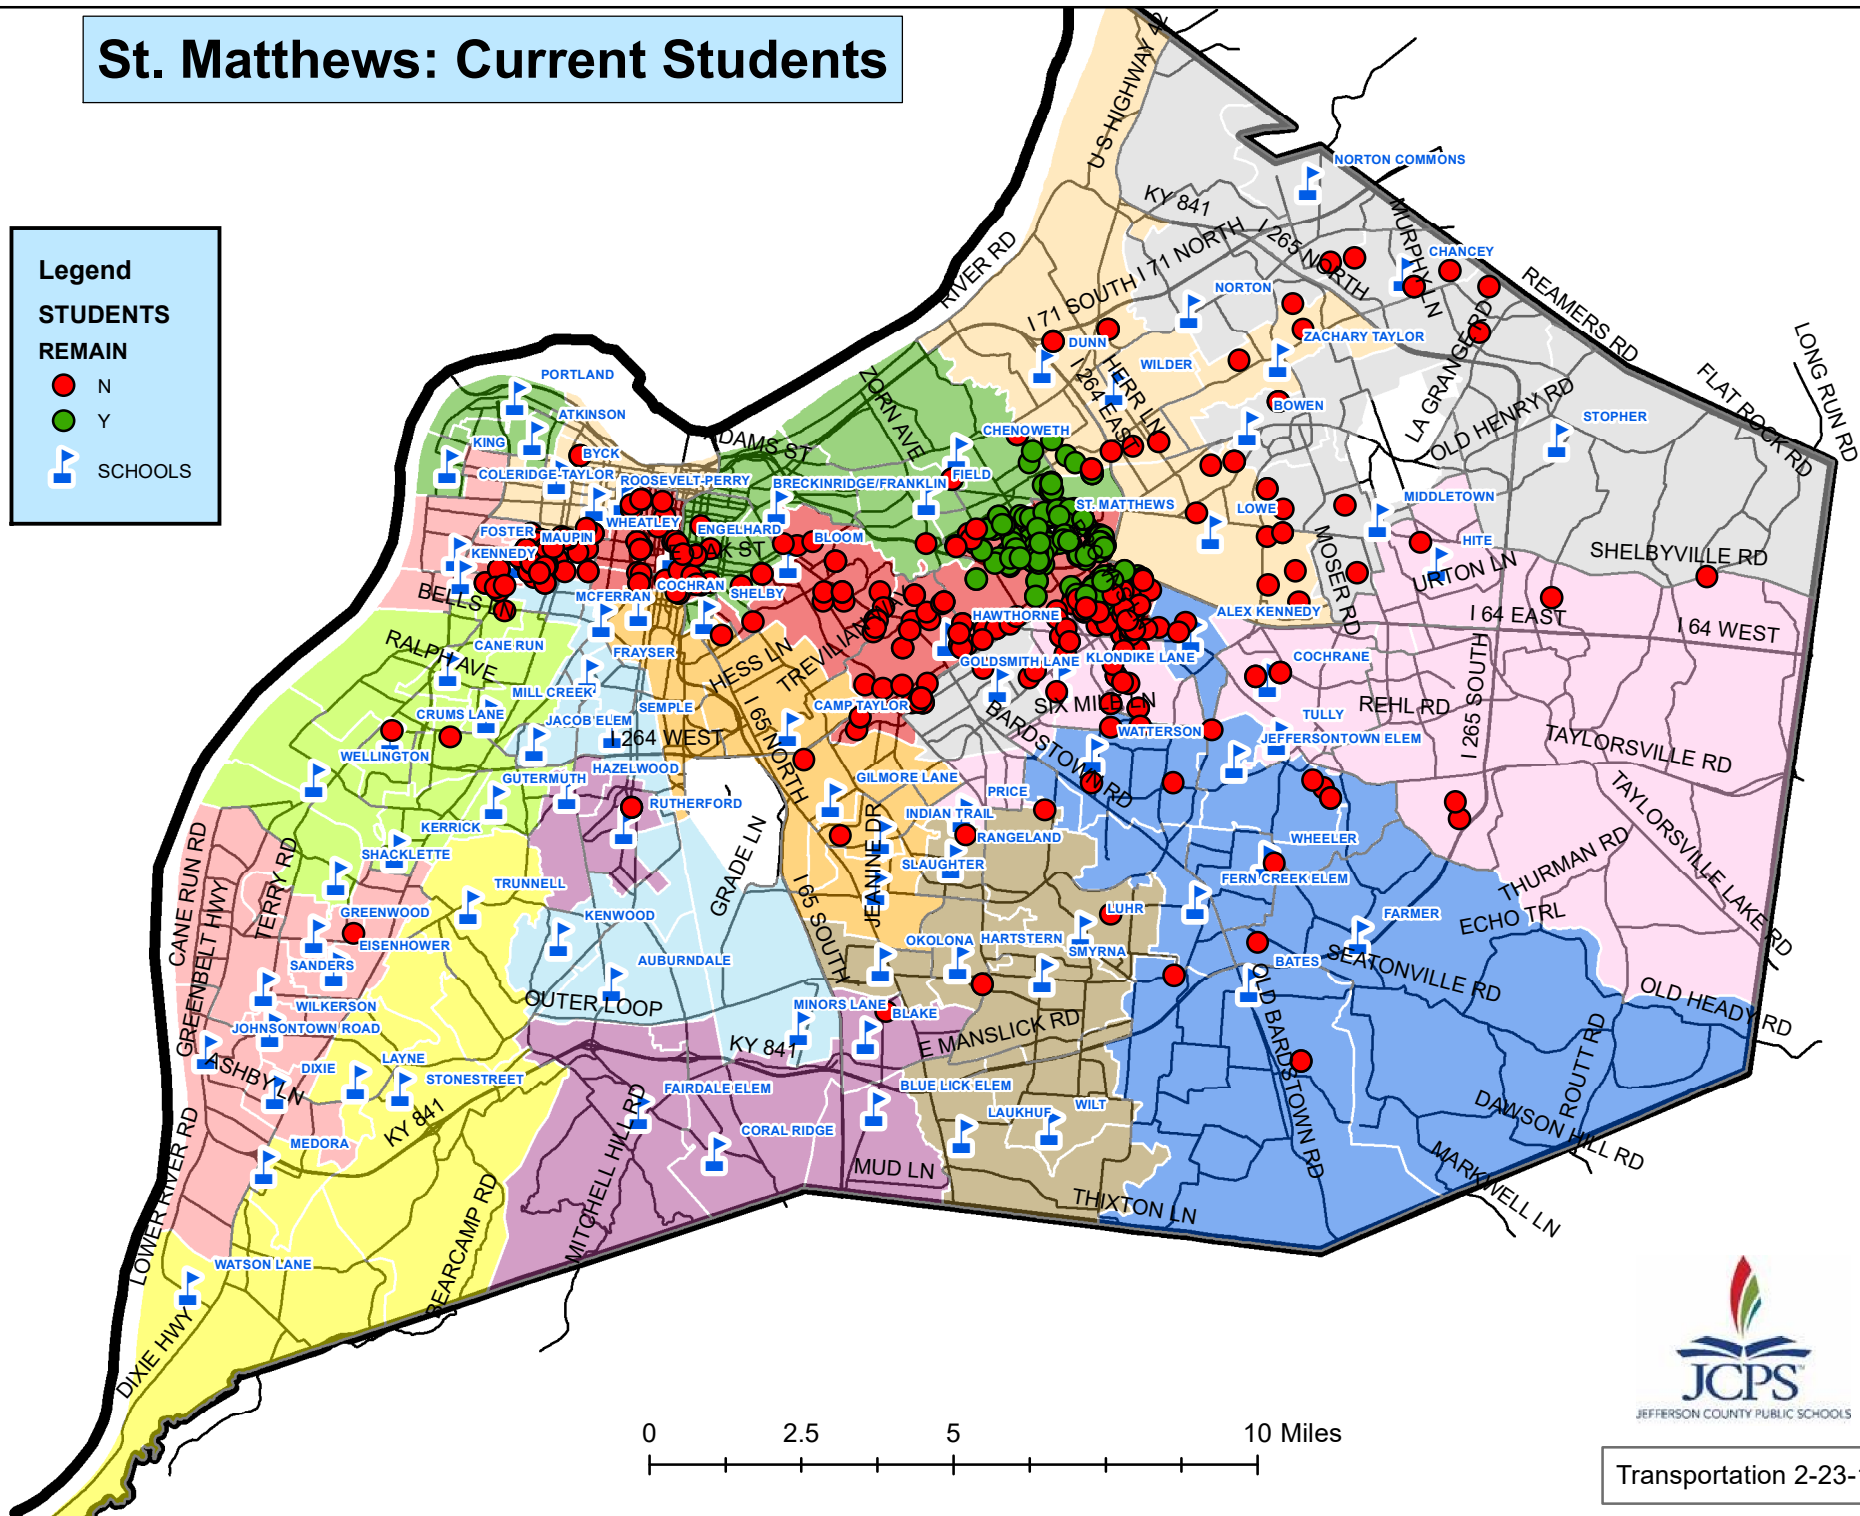 St. Matthews: Current Students
Legend
STUDENTS
REMAIN
N
Y
SCHOOLS
U S HIGHWAY 42
NORTON COMMONS
KY 841
I 71 NORTH
I 265 NORTH
MURPHY LN
CHANCEY
RIVER RD
I 71 SOUTH
NORTON
REAMERS RD
LONG RUN RD
DUNN
HERR LN
WILDER
ZACHARY TAYLOR
LA GRANGE RD
FLAT ROCK RD
PORTLAND
ZORN AVE
I 264 EAST
BOWEN
OLD HENRY RD
STOPHER
ATKINSON
KING
BYCK
ADAMS ST
CHENOWETH
COLERIDGE-TAYLOR
ROOSEVELT-PERRY
BRECKINRIDGE/FRANKLIN
FIELD
ST. MATTHEWS
LOWE
MIDDLETOWN
FOSTER
MAUPIN
WHEATLEY
ENGELHARD
BLOOM
MOSER RD
HITE
KENNEDY
OAK ST
SHELBYVILLE RD
BELLS LN
MCFERRAN
COCHRAN
SHELBY
URTON LN
HAWTHORNE
ALEX KENNEDY
I 64 EAST
I 64 WEST
RALPH AVE
CANE RUN
FRAYSER
HESS LN
TREVILIAN WAY
GOLDSMITH LANE
KLONDIKE LANE
COCHRANE
MILL CREEK
SEMPLE
CAMP TAYLOR
SIX MILE LN
REHL RD
I 265 SOUTH
CRUMS LANE
JACOB ELEM
I 264 WEST
I 65 NORTH
BARDSTOWN RD
WATTERSON
TULLY
JEFFERSONTOWN ELEM
TAYLORSVILLE RD
WELLINGTON
GUTERMUTH
HAZELWOOD
GILMORE LANE
PRICE
RUTHERFORD
INDIAN TRAIL
RANGELAND
TAYLORSVILLE LAKE RD
CANE RUN RD
TERRY RD
KERRICK
SHACKLETTE
GRADE LN
JEANINE DR
SLAUGHTER
WHEELER
THURMAN RD
GREENBELT HWY
TRUNNELL
FERN CREEK ELEM
GREENWOOD
KENWOOD
I 65 SOUTH
LUHR
FARMER
ECHO TRL
EISENHOWER
SANDERS
AUBURNDALE
OKOLONA
HARTSTERN
SMYRNA
BATES
SEATONVILLE RD
OLD HEADY RD
WILKERSON
JOHNSONTOWN ROAD
OUTER LOOP
MINORS LANE
BLAKE
E MANSLICK RD
KY 841
ASHBY LN
DIXIE
LAYNE
STONESTREET
FAIRDALE ELEM
BLUE LICK ELEM
LAUKHUF
WILT
OLD BARDSTOWN RD
ROUTT RD
DAWSON HILL RD
KY 841
MEDORA
CORAL RIDGE
MUD LN
MARKWELL LN
LOWER RIVER RD
MITCHELL HILL RD
THIXTON LN
BEARCAMP RD
WATSON LANE
DIXIE HWY
0 2.5 5 10 Miles
JCPS
JEFFERSON COUNTY PUBLIC SCHOOLS
Transportation 2-23-